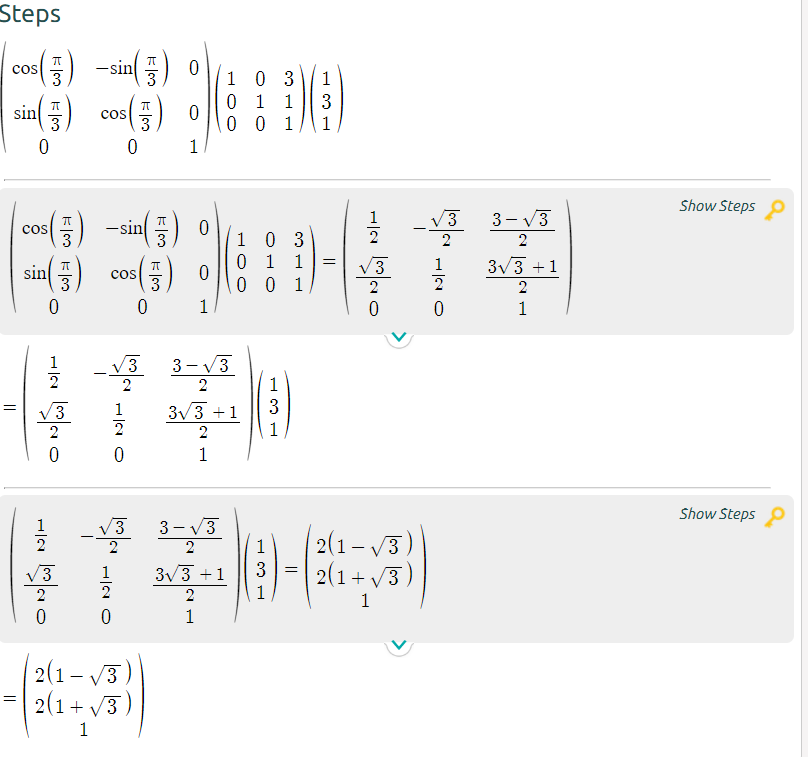 Steps
( cos(π/3) −sin(π/3) 0 ) ( 1 0 3 ) ( 1 )
( sin(π/3) cos(π/3) 0 ) ( 0 1 1 ) ( 3 )
( 0 0 1 ) ( 0 0 1 ) ( 1 )
Show Steps
( cos(π/3) −sin(π/3) 0 ) ( 1 0 3 ) ( 1/2 −√3/2 (3−√3)/2 )
( sin(π/3) cos(π/3) 0 ) ( 0 1 1 ) = ( √3/2 1/2 (3√3+1)/2 )
( 0 0 1 ) ( 0 0 1 ) ( 0 0 1 )
( 1/2 −√3/2 (3−√3)/2 ) ( 1 )
= ( √3/2 1/2 (3√3+1)/2 ) ( 3 )
( 0 0 1 ) ( 1 )
Show Steps
( 1/2 −√3/2 (3−√3)/2 ) ( 1 ) ( 2(1−√3) )
( √3/2 1/2 (3√3+1)/2 ) ( 3 ) = ( 2(1+√3) )
( 0 0 1 ) ( 1 ) ( 1 )
( 2(1−√3) )
= ( 2(1+√3) )
( 1 )